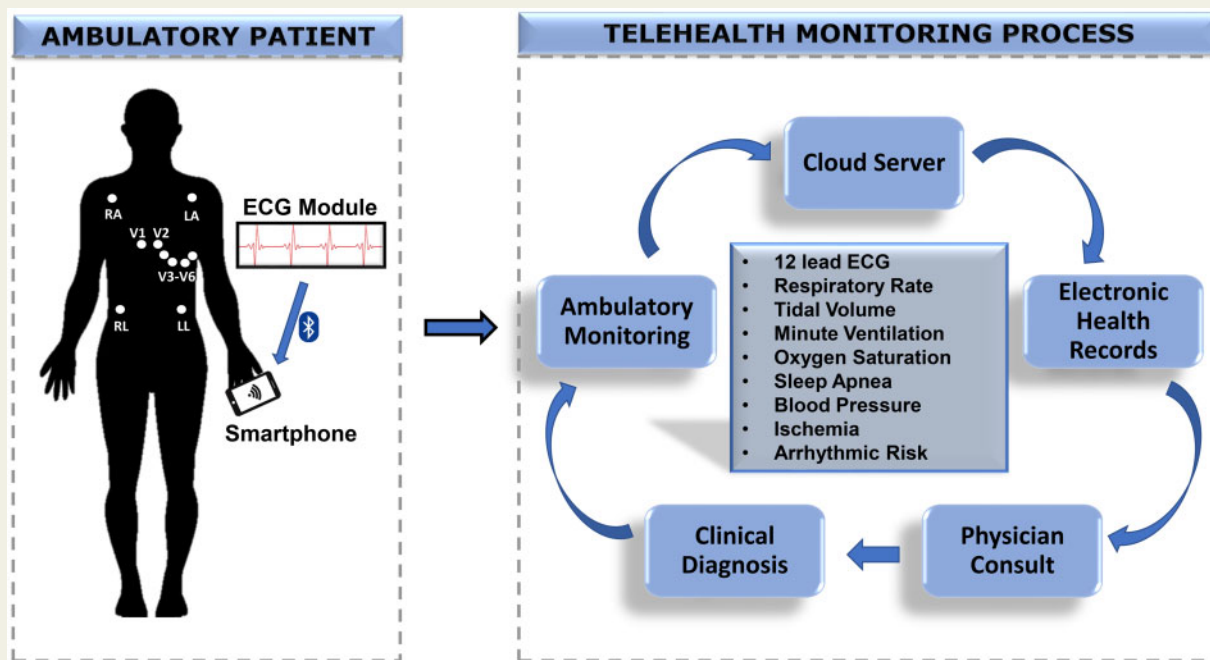 AMBULATORY PATIENT
RA
LA
V1 V2
V3-V6
RL
LL
ECG Module
Smartphone
TELEHEALTH MONITORING PROCESS
Cloud Server
Ambulatory
Monitoring
• 12 lead ECG
• Respiratory Rate
• Tidal Volume
• Minute Ventilation
• Oxygen Saturation
• Sleep Apnea
• Blood Pressure
• Ischemia
• Arrhythmic Risk
Electronic
Health
Records
Clinical
Diagnosis
Physician
Consult